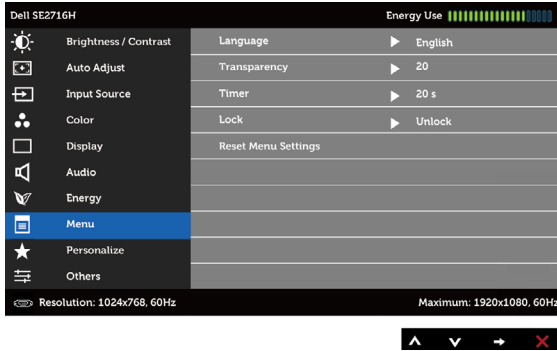 Dell SE2716H Energy Use
Brightness / Contrast Language English
Auto Adjust Transparency 20
Input Source Timer 20 s
Color Lock Unlock
Display Reset Menu Settings
Audio
Energy
Menu
Personalize
Others
Resolution: 1024x768, 60Hz Maximum: 1920x1080, 60Hz